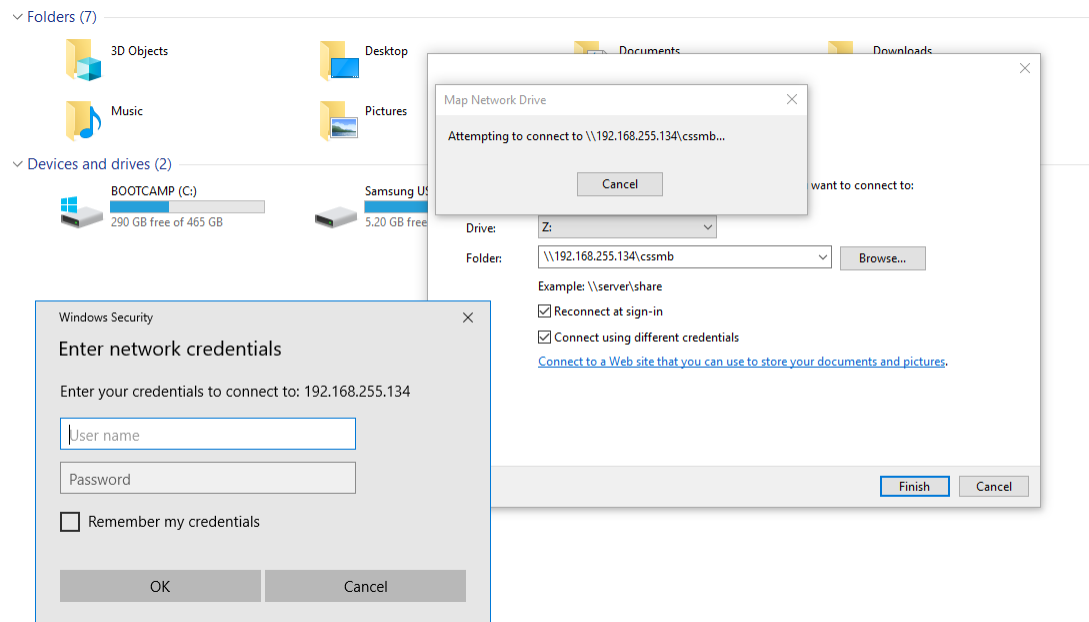 Folders (7)
3D Objects
Desktop
Documents
Downloads
Music
Pictures
Devices and drives (2)
BOOTCAMP (C:)
290 GB free of 465 GB
Samsung US
5.20 GB free
Map Network Drive
Attempting to connect to \\192.168.255.134\cssmb...
Cancel
want to connect to:
Drive:
Z:
Folder:
\\192.168.255.134\cssmb
Browse...
Example: \\server\share
Reconnect at sign-in
Connect using different credentials
Connect to a Web site that you can use to store your documents and pictures.
Finish
Cancel
Windows Security
Enter network credentials
Enter your credentials to connect to: 192.168.255.134
User name
Password
Remember my credentials
OK
Cancel